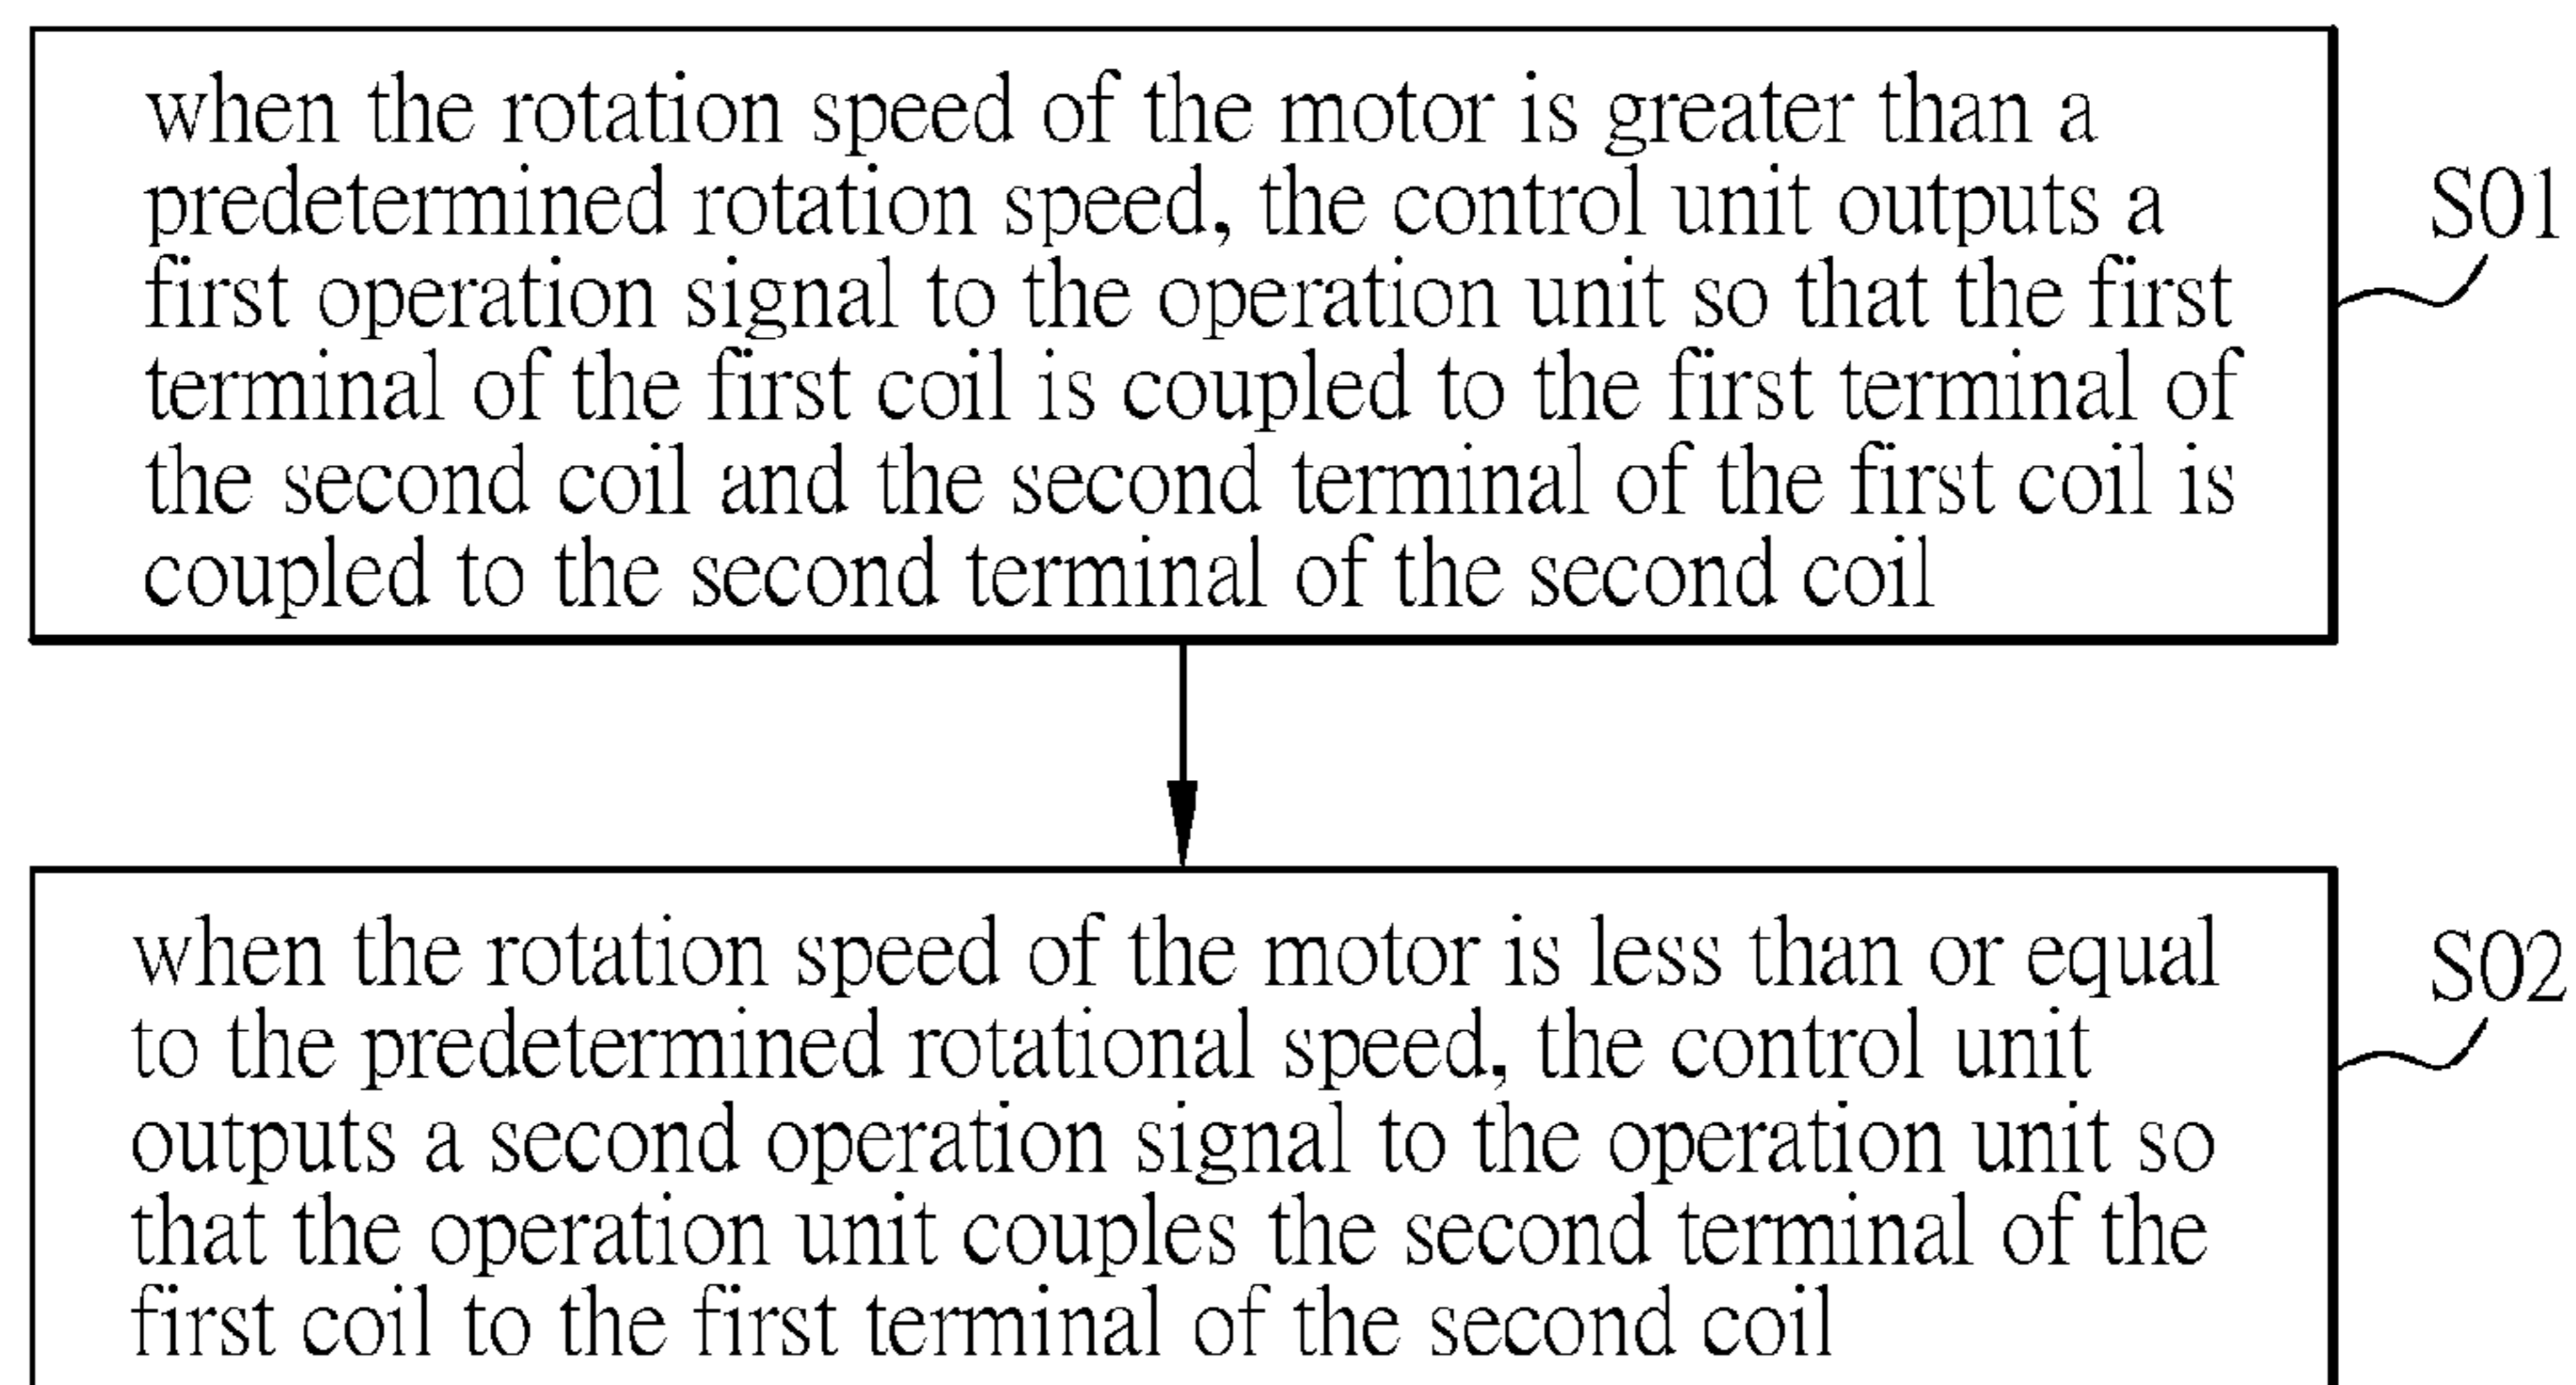 when the rotation speed of the motor is greater than a
predetermined rotation speed, the control unit outputs a
first operation signal to the operation unit so that the first
terminal of the first coil is coupled to the first terminal of
the second coil and the second terminal of the first coil is
coupled to the second terminal of the second coil
S01
when the rotation speed of the motor is less than or equal
to the predetermined rotational speed, the control unit
outputs a second operation signal to the operation unit so
that the operation unit couples the second terminal of the
first coil to the first terminal of the second coil
S02